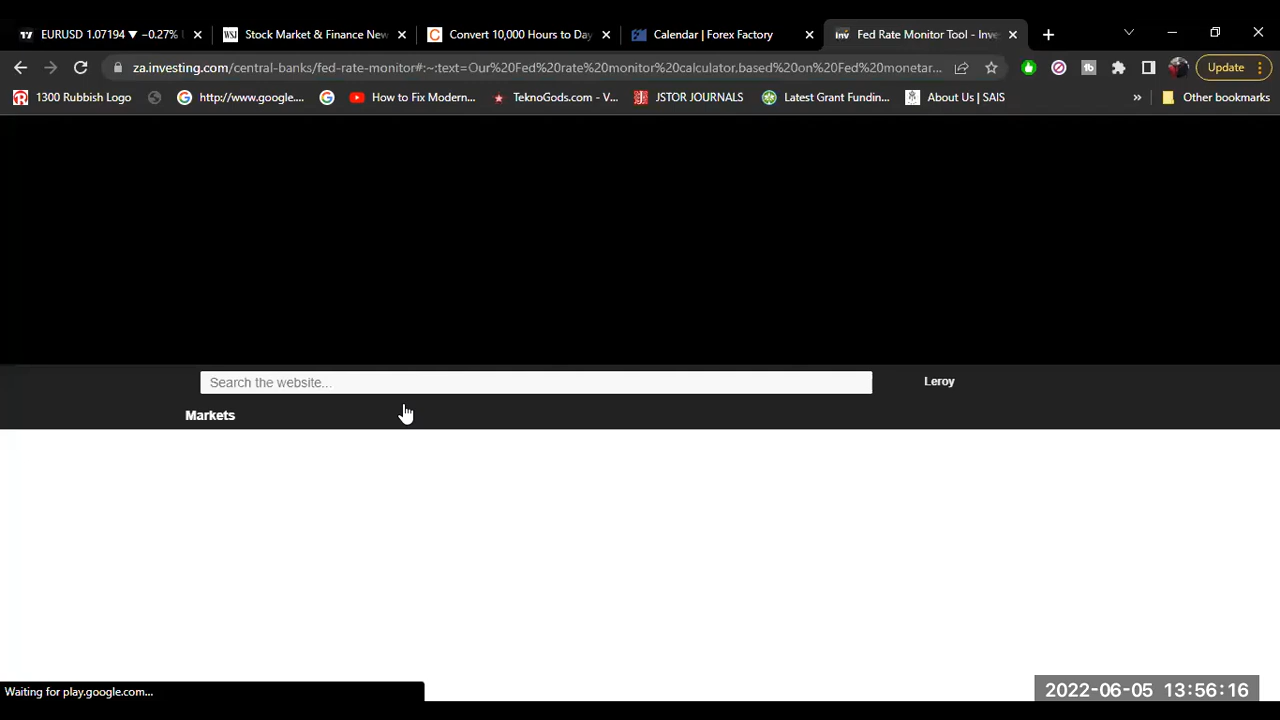 EURUSD 1.07194 ▼ −0.27%
Stock Market & Finance New
Convert 10,000 Hours to Day
Calendar | Forex Factory
Fed Rate Monitor Tool - Inve
za.investing.com/central-banks/fed-rate-monitor#:~:text=Our%20Fed%20rate%20monitor%20calculator.based%20on%20Fed%20monetar...
Update
1300 Rubbish Logo
http://www.google....
How to Fix Modern...
TeknoGods.com - V...
JSTOR JOURNALS
Latest Grant Fundin...
About Us | SAIS
»
Other bookmarks
Search the website...
Leroy
Markets
Waiting for play.google.com...
2022-06-05 13:56:16